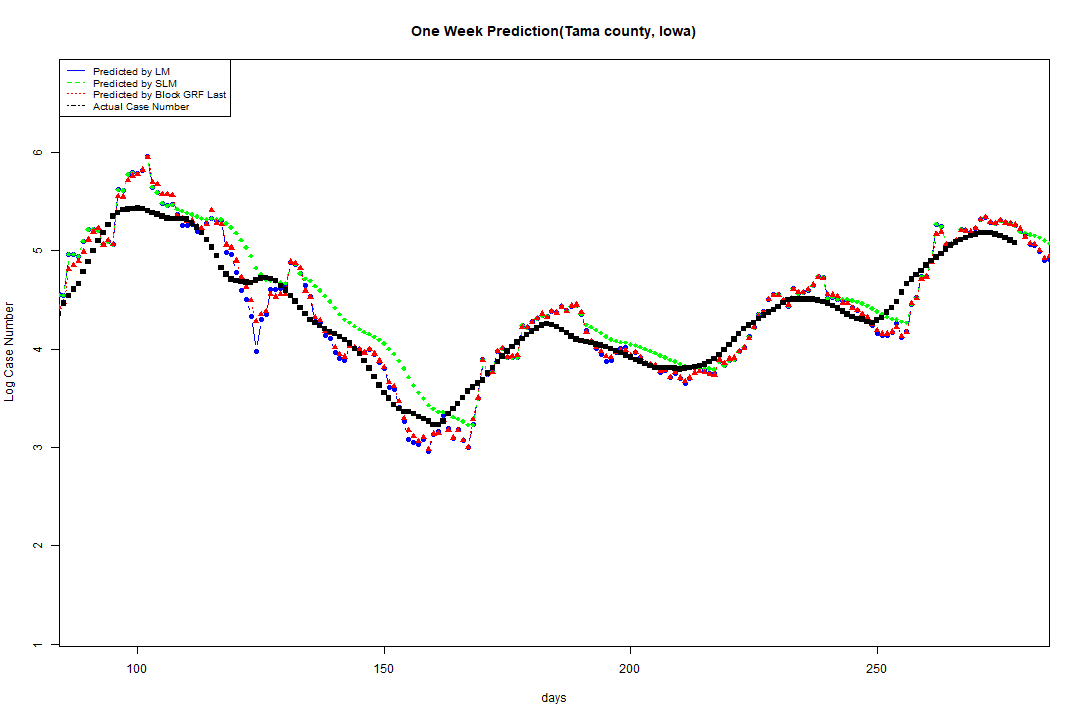 One Week Prediction(Tama county, Iowa)
Predicted by LM
Predicted by SLM
Predicted by Block GRF Last
Actual Case Number
6
5
4
3
2
1
Log Case Number
100 150 200 250
days